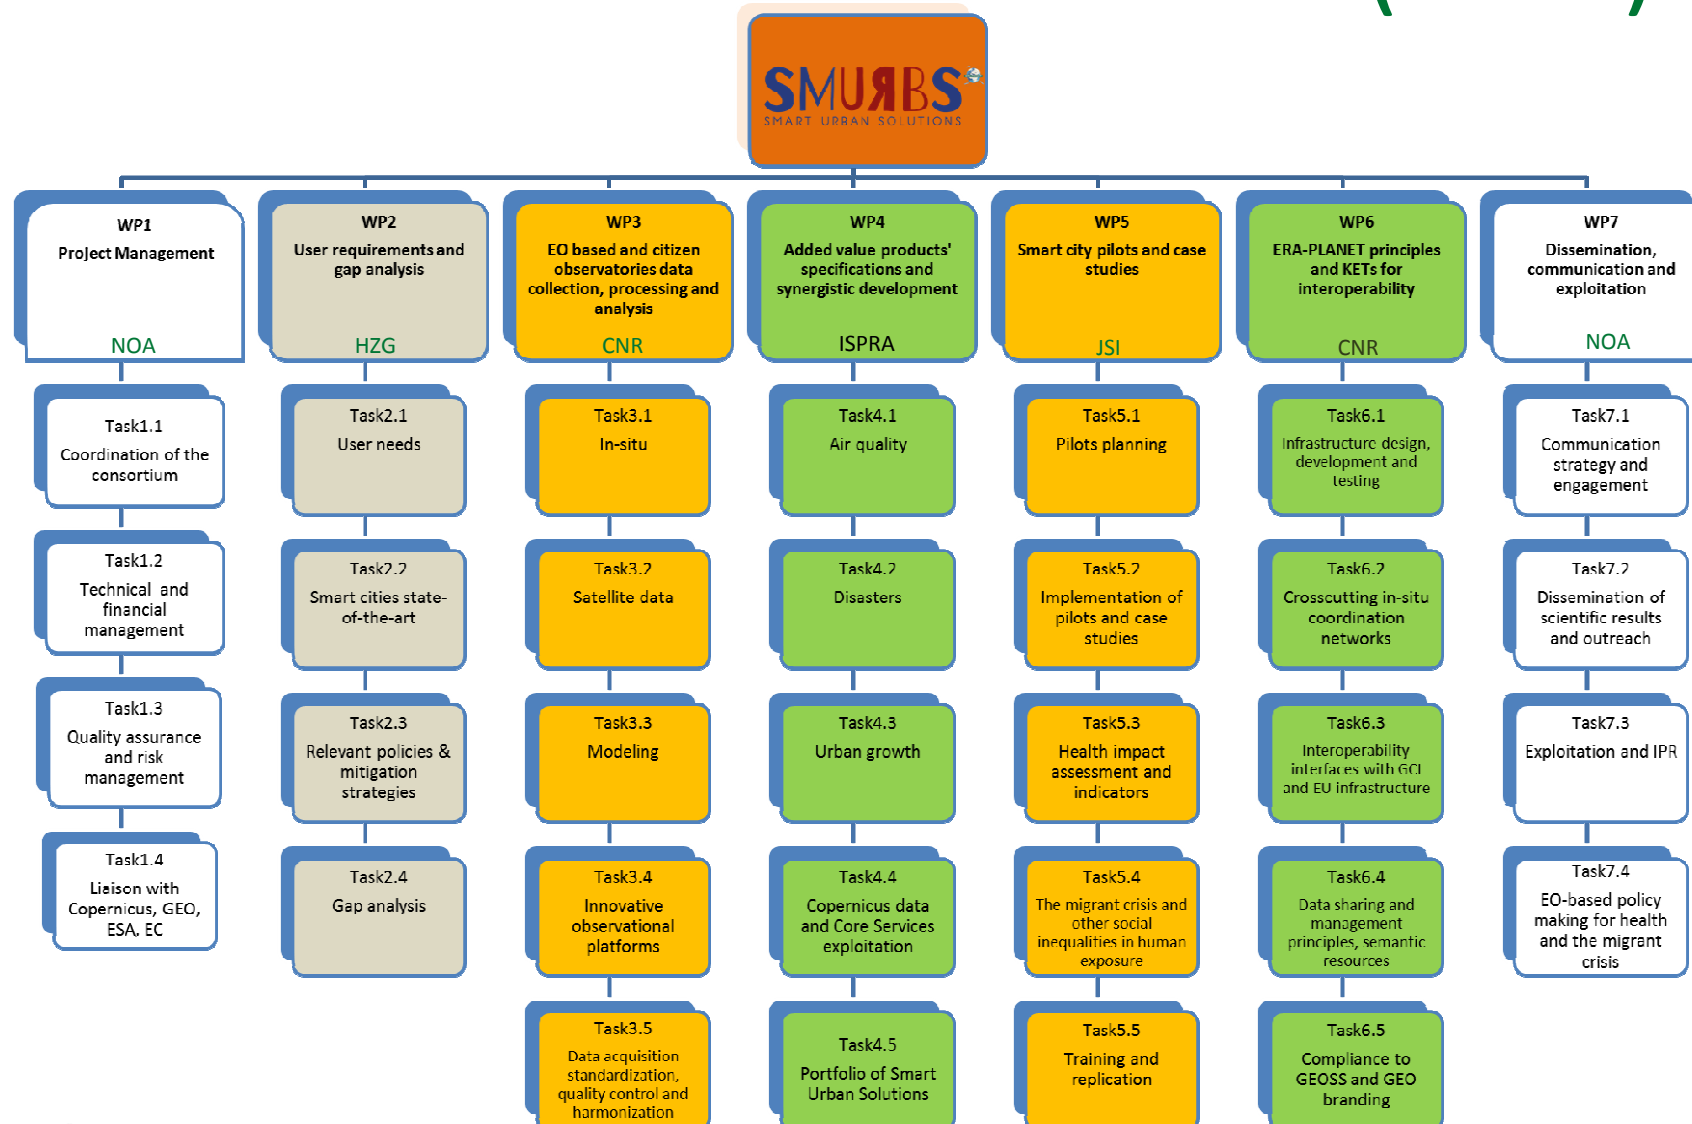 SMURBS
SMART URBAN SOLUTIONS
WP1
Project Management
NOA
WP2
User requirements and
gap analysis
HZG
WP3
EO based and citizen
observatories data
collection, processing and
analysis
CNR
WP4
Added value products'
specifications and
synergistic development
ISPRA
WP5
Smart city pilots and case
studies
JSI
WP6
ERA-PLANET principles
and KETs for
interoperability
CNR
WP7
Dissemination,
communication and
exploitation
NOA
Task1.1
Coordination of the
consortium
Task1.2
Technical and
financial
management
Task1.3
Quality assurance
and risk
management
Task1.4
Liaison with
Copernicus, GEO,
ESA, EC
Task2.1
User needs
Task2.2
Smart cities state-
of-the-art
Task2.3
Relevant policies &
mitigation
strategies
Task2.4
Gap analysis
Task3.1
In-situ
Task3.2
Satellite data
Task3.3
Modeling
Task3.4
Innovative
observational
platforms
Task3.5
Data acquisition
standardization,
quality control and
harmonization
Task4.1
Air quality
Task4.2
Disasters
Task4.3
Urban growth
Task4.4
Copernicus data
and Core Services
exploitation
Task4.5
Portfolio of Smart
Urban Solutions
Task5.1
Pilots planning
Task5.2
Implementation of
pilots and case
studies
Task5.3
Health impact
assessment and
indicators
Task5.4
The migrant crisis and
other social
inequalities in human
exposure
Task5.5
Training and
replication
Task6.1
Infrastructure design,
development and
testing
Task6.2
Crosscutting in-situ
coordination
networks
Task6.3
Interoperability
interfaces with GCI
and EU infrastructure
Task6.4
Data sharing and
management
principles, semantic
resources
Task6.5
Compliance to
GEOSS and GEO
branding
Task7.1
Communication
strategy and
engagement
Task7.2
Dissemination of
scientific results
and outreach
Task7.3
Exploitation and IPR
Task7.4
EO-based policy
making for health
and the migrant
crisis